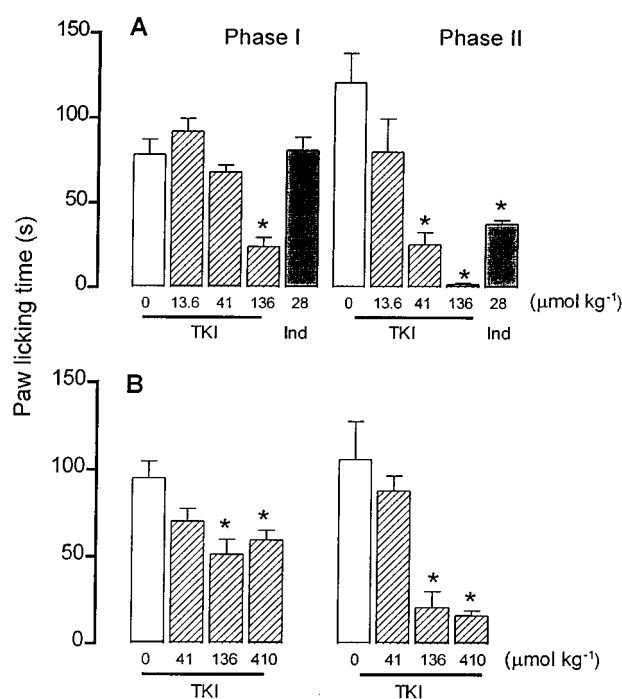 A
Phase I Phase II
150
100
50
0
* * * *
0 13.6 41 136 28 0 13.6 41 136 28 (μmol kg⁻¹)
TKI Ind TKI Ind
Paw licking time (s)
B
150
100
50
0
* * * *
0 41 136 410 0 41 136 410 (μmol kg⁻¹)
TKI TKI